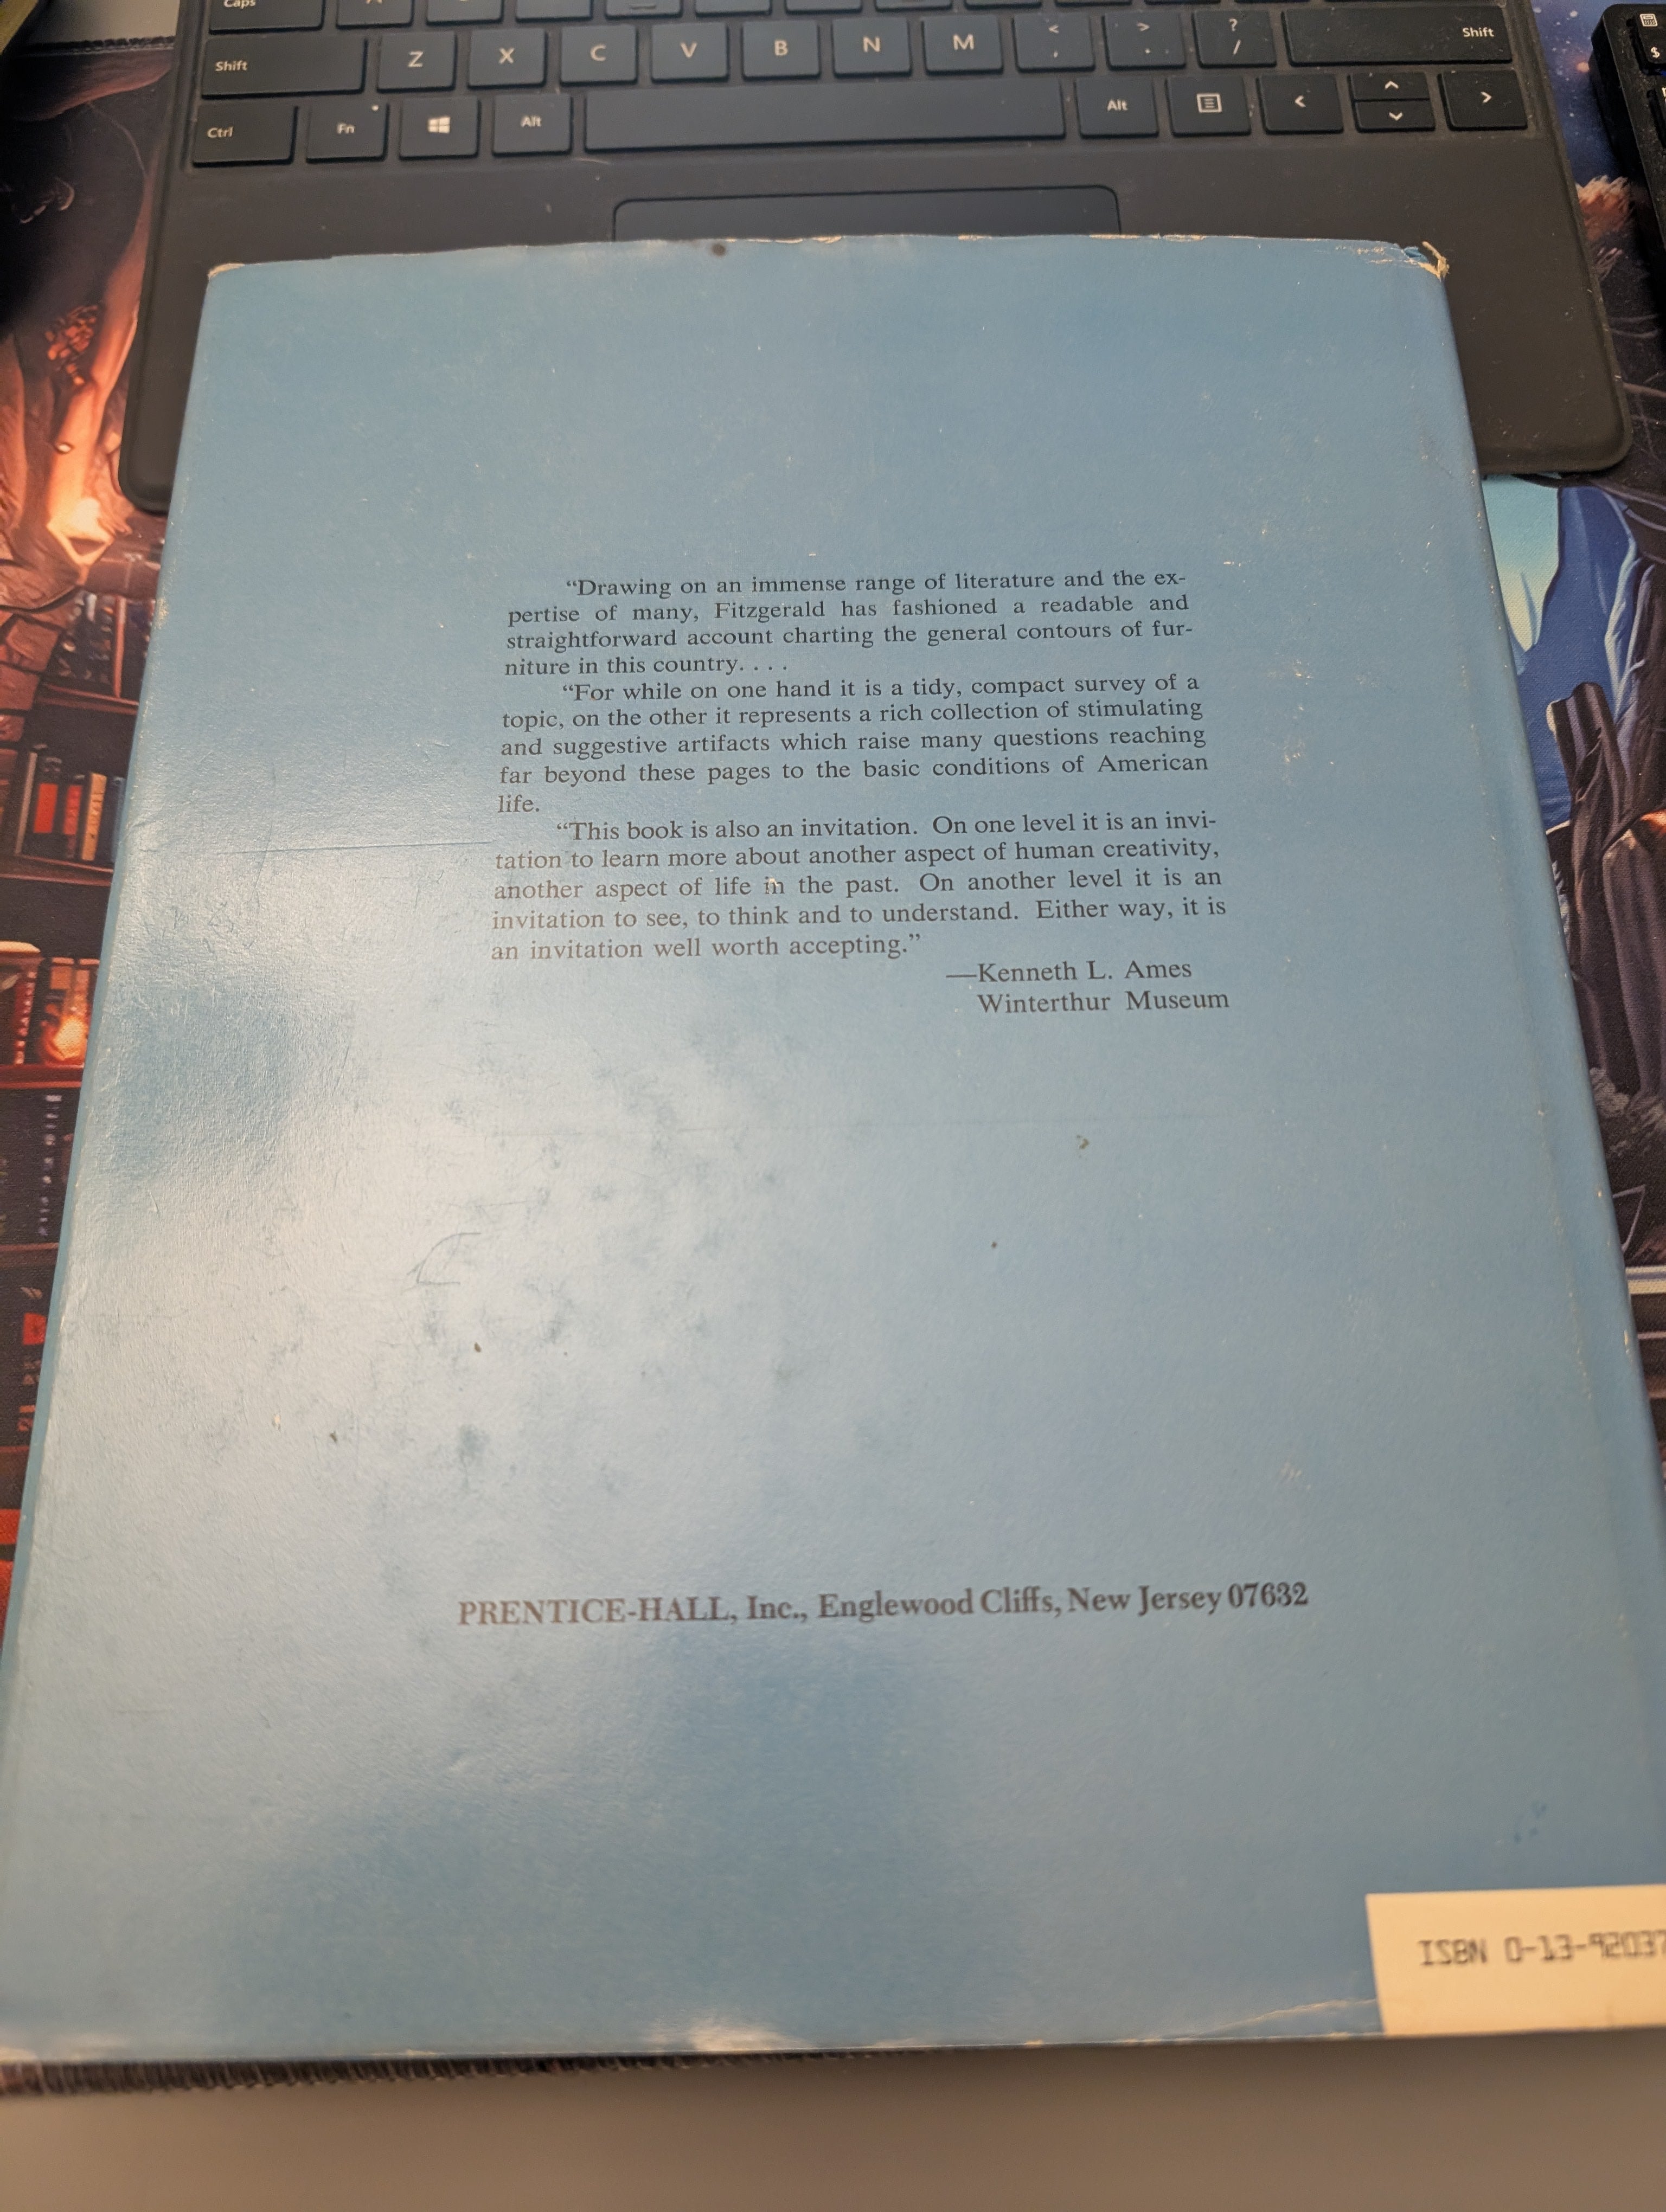 Caps
Shift Z X C V B N M < , > . ? / Shift
Ctrl Fn Alt Alt
$
“Drawing on an immense range of literature and the ex-
pertise of many, Fitzgerald has fashioned a readable and
straightforward account charting the general contours of fur-
niture in this country. . . .
“For while on one hand it is a tidy, compact survey of a
topic, on the other it represents a rich collection of stimulating
and suggestive artifacts which raise many questions reaching
far beyond these pages to the basic conditions of American
life.
“This book is also an invitation. On one level it is an invi-
tation to learn more about another aspect of human creativity,
another aspect of life in the past. On another level it is an
invitation to see, to think and to understand. Either way, it is
an invitation well worth accepting.”
—Kenneth L. Ames
Winterthur Museum
PRENTICE-HALL, Inc., Englewood Cliffs, New Jersey 07632
ISBN 0-13-92037